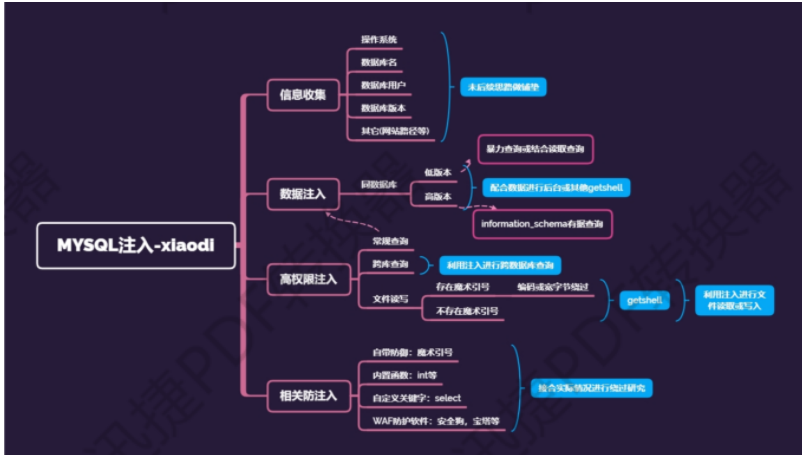 MYSQL注入-xiaodi
信息收集
操作系统
数据库名
数据库用户
数据库版本
其它(网站路径等)
未后续思路做铺垫
数据注入
同数据库
低版本
暴力查询或结合读取查询
高版本
information_schema有据查询
配合数据进行后台或其他getshell
高权限注入
常规查询
跨库查询
利用注入进行跨数据库查询
文件读写
存在魔术引号
编码或宽字节绕过
不存在魔术引号
getshell
利用注入进行文
件读取或写入
相关防注入
自带防御：魔术引号
内置函数：int等
自定义关键字：select
WAF防护软件：安全狗，宝塔等
结合实际情况进行绕过研究
迅捷PDF转换器